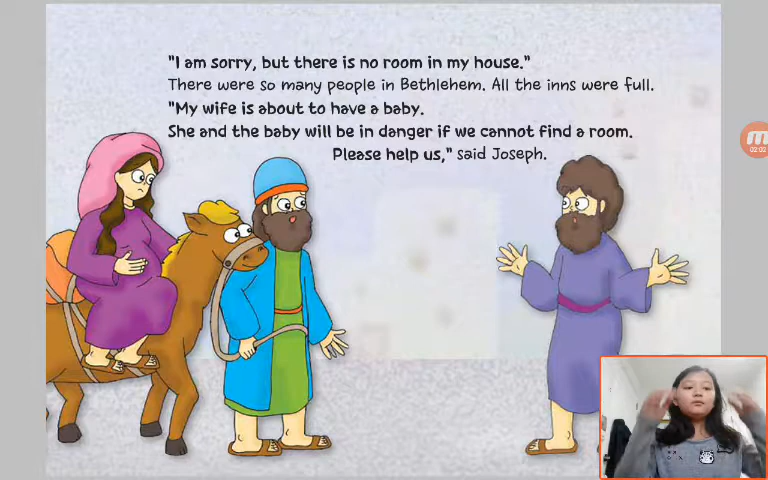 "I am sorry, but there is no room in my house."
There were so many people in Bethlehem. All the inns were full.
"My wife is about to have a baby.
She and the baby will be in danger if we cannot find a room.
Please help us," said Joseph.
02:02